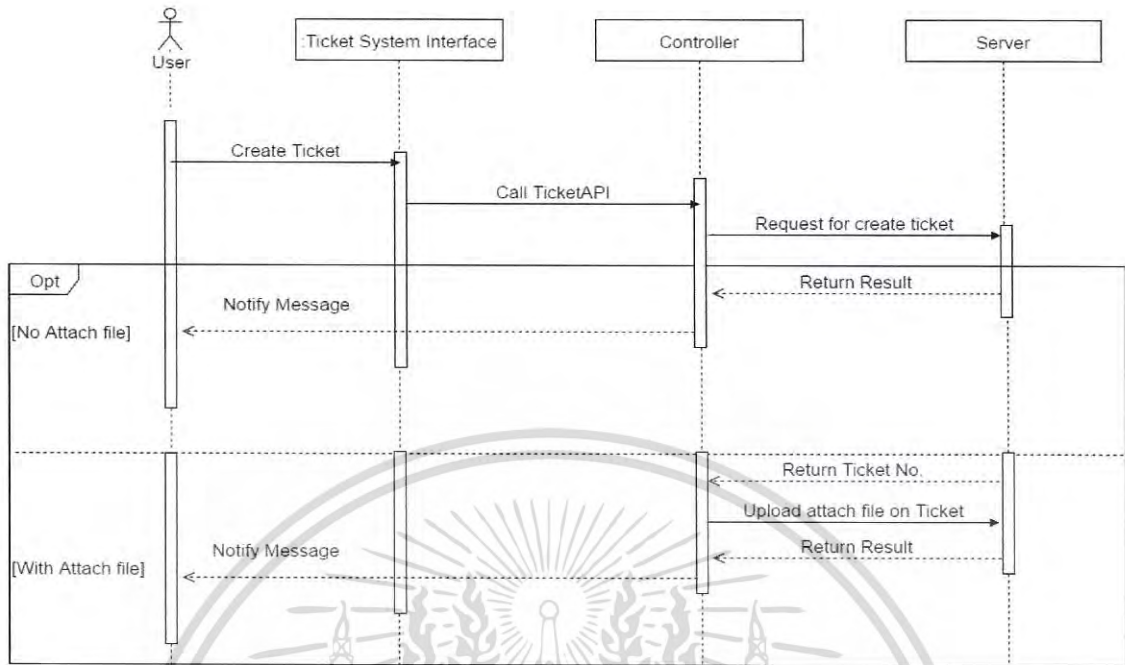 User
:Ticket System Interface
Controller
Server
Create Ticket
Call TicketAPI
Request for create ticket
Opt
Return Result
Notify Message
[No Attach file]
Return Ticket No.
Upload attach file on Ticket
Return Result
Notify Message
[With Attach file]